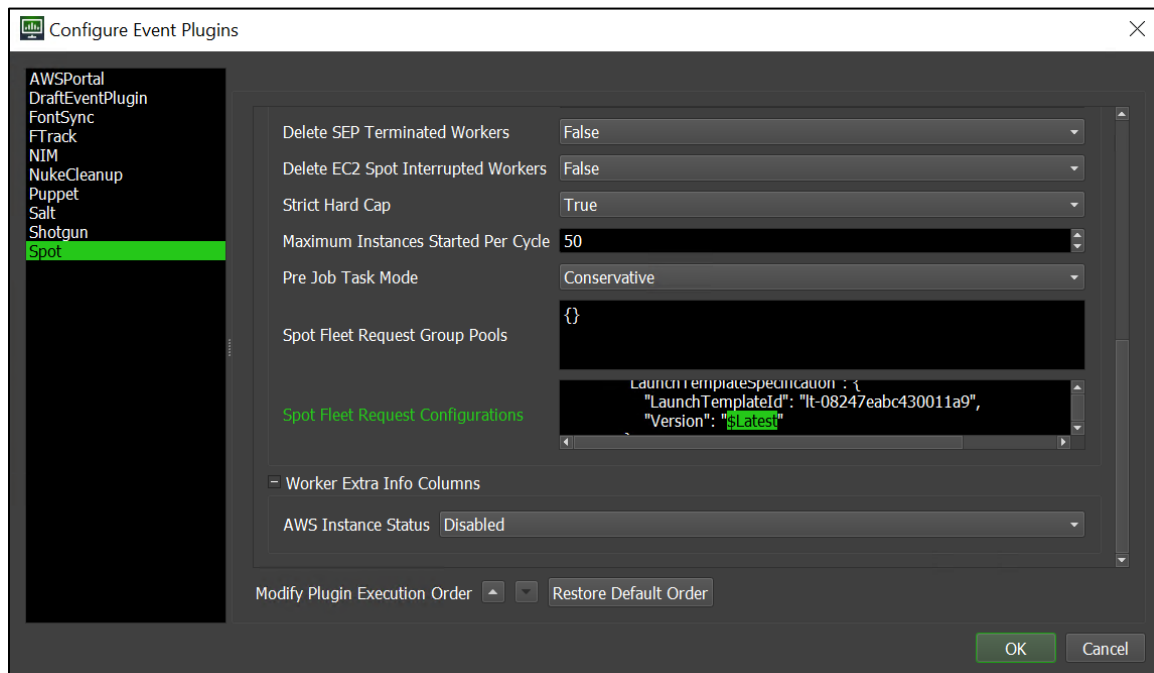 Configure Event Plugins
AWSPortal
DraftEventPlugin
FontSync
FTrack
NIM
NukeCleanup
Puppet
Salt
Shotgun
Spot
Delete SEP Terminated Workers False
Delete EC2 Spot Interrupted Workers False
Strict Hard Cap True
Maximum Instances Started Per Cycle 50
Pre Job Task Mode Conservative
Spot Fleet Request Group Pools {}
Spot Fleet Request Configurations
"LaunchTemplateSpecification": {
"LaunchTemplateId": "lt-08247eabc430011a9",
"Version": "$Latest"
Worker Extra Info Columns
AWS Instance Status Disabled
Modify Plugin Execution Order Restore Default Order
OK Cancel